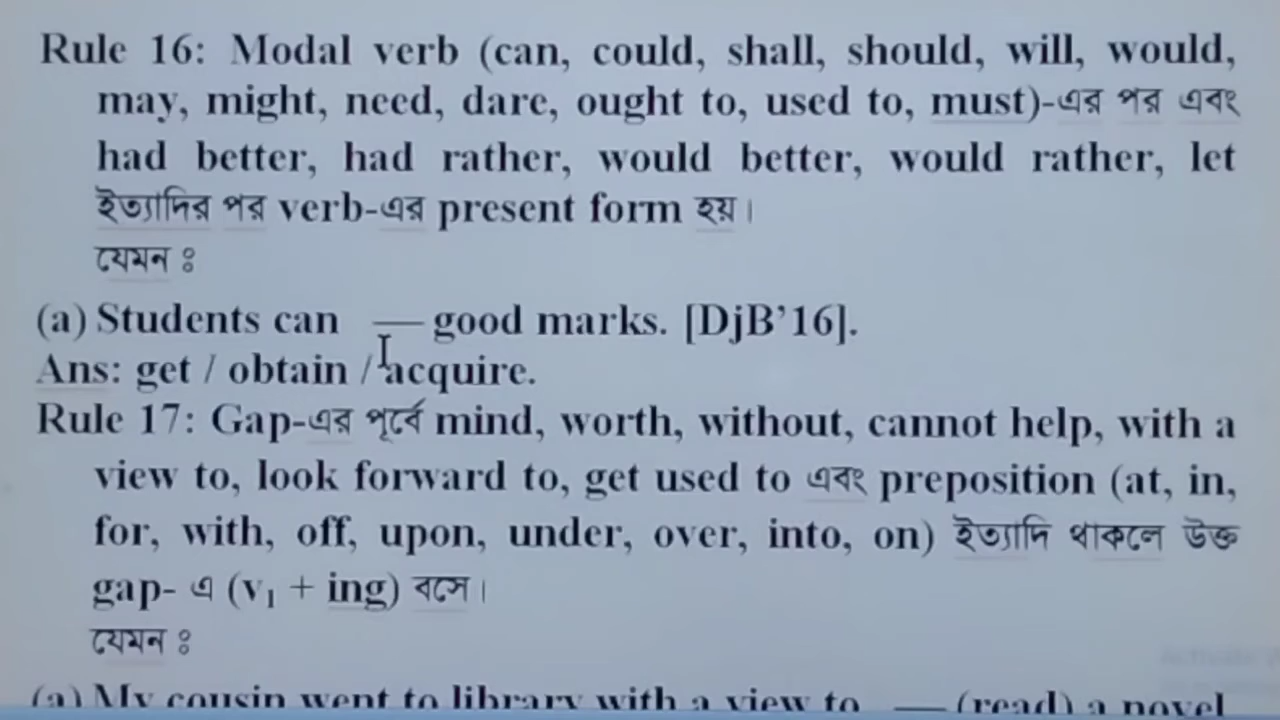 Rule 16: Modal verb (can, could, shall, should, will, would,
may, might, need, dare, ought to, used to, must)-এর পর এবং
had better, had rather, would better, would rather, let
ইত্যাদির পর verb-এর present form হয়।
যেমন ঃ
(a) Students can — good marks. [DjB’16].
Ans: get / obtain / acquire.
Rule 17: Gap-এর পূর্বে mind, worth, without, cannot help, with a
view to, look forward to, get used to এবং preposition (at, in,
for, with, off, upon, under, over, into, on) ইত্যাদি থাকলে উক্ত
gap- এ (v₁ + ing) বসে।
যেমন ঃ
(a) My cousin went to library with a view to — (read) a novel